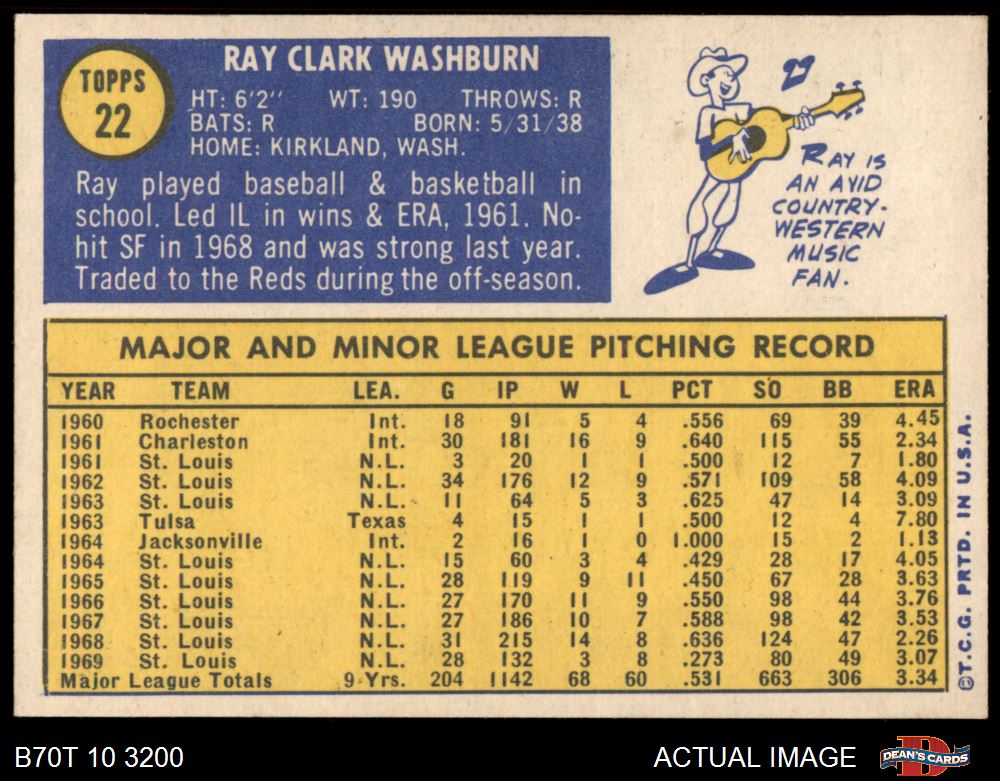 TOPPS
22
RAY CLARK WASHBURN
HT: 6'2" WT: 190 THROWS: R
BATS: R BORN: 5/31/38
HOME: KIRKLAND, WASH.
Ray played baseball & basketball in
school. Led IL in wins & ERA, 1961. No-
hit SF in 1968 and was strong last year.
Traded to the Reds during the off-season.
RAY IS
AN AVID
COUNTRY-
WESTERN
MUSIC
FAN.
MAJOR AND MINOR LEAGUE PITCHING RECORD
YEAR TEAM LEA. G IP W L PCT SO BB ERA
1960 Rochester Int. 18 91 5 4 .556 69 39 4.45
1961 Charleston Int. 30 181 16 9 .640 115 55 2.34
1961 St. Louis N.L. 3 20 1 1 .500 12 7 1.80
1962 St. Louis N.L. 34 176 12 9 .571 109 58 4.09
1963 St. Louis N.L. 11 64 5 3 .625 47 14 3.09
1963 Tulsa Texas 4 15 1 1 .500 12 4 7.80
1964 Jacksonville Int. 2 16 1 0 1.000 15 2 1.13
1964 St. Louis N.L. 15 60 3 4 .429 28 17 4.05
1965 St. Louis N.L. 28 119 9 11 .450 67 28 3.63
1966 St. Louis N.L. 27 170 11 9 .550 98 44 3.76
1967 St. Louis N.L. 27 186 10 7 .588 98 42 3.53
1968 St. Louis N.L. 31 215 14 8 .636 124 47 2.26
1969 St. Louis N.L. 28 132 3 8 .273 80 49 3.07
Major League Totals 9 Yrs. 204 1142 68 60 .531 663 306 3.34
©T.C.G. PRTD. IN U.S.A.
B70T 10 3200
ACTUAL IMAGE
DEAN'S CARDS